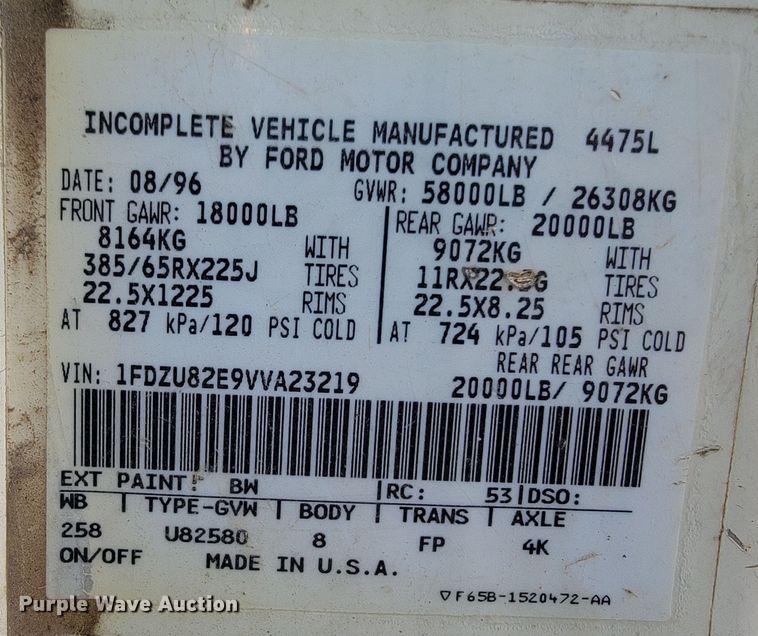 INCOMPLETE VEHICLE MANUFACTURED 4475L
BY FORD MOTOR COMPANY
DATE: 08/96 GVWR: 58000LB / 26308KG
FRONT GAWR: 18000LB REAR GAWR: 20000LB
8164KG WITH 9072KG WITH
385/65RX225J TIRES TIRES
22.5X1225 RIMS 22.5X8.25 RIMS
AT 827 kPa/120 PSI COLD AT 724 kPa/105 PSI COLD
REAR REAR GAWR
VIN: 1FDZU82E9VVA23219 20000LB/ 9072KG
EXT PAINT: BW RC: 53 DSO:
WB TYPE-GVW BODY TRANS AXLE
258 U82580 8 FP 4K
ON/OFF MADE IN U.S.A.
F65B-1520472-AA
Purple Wave Auction